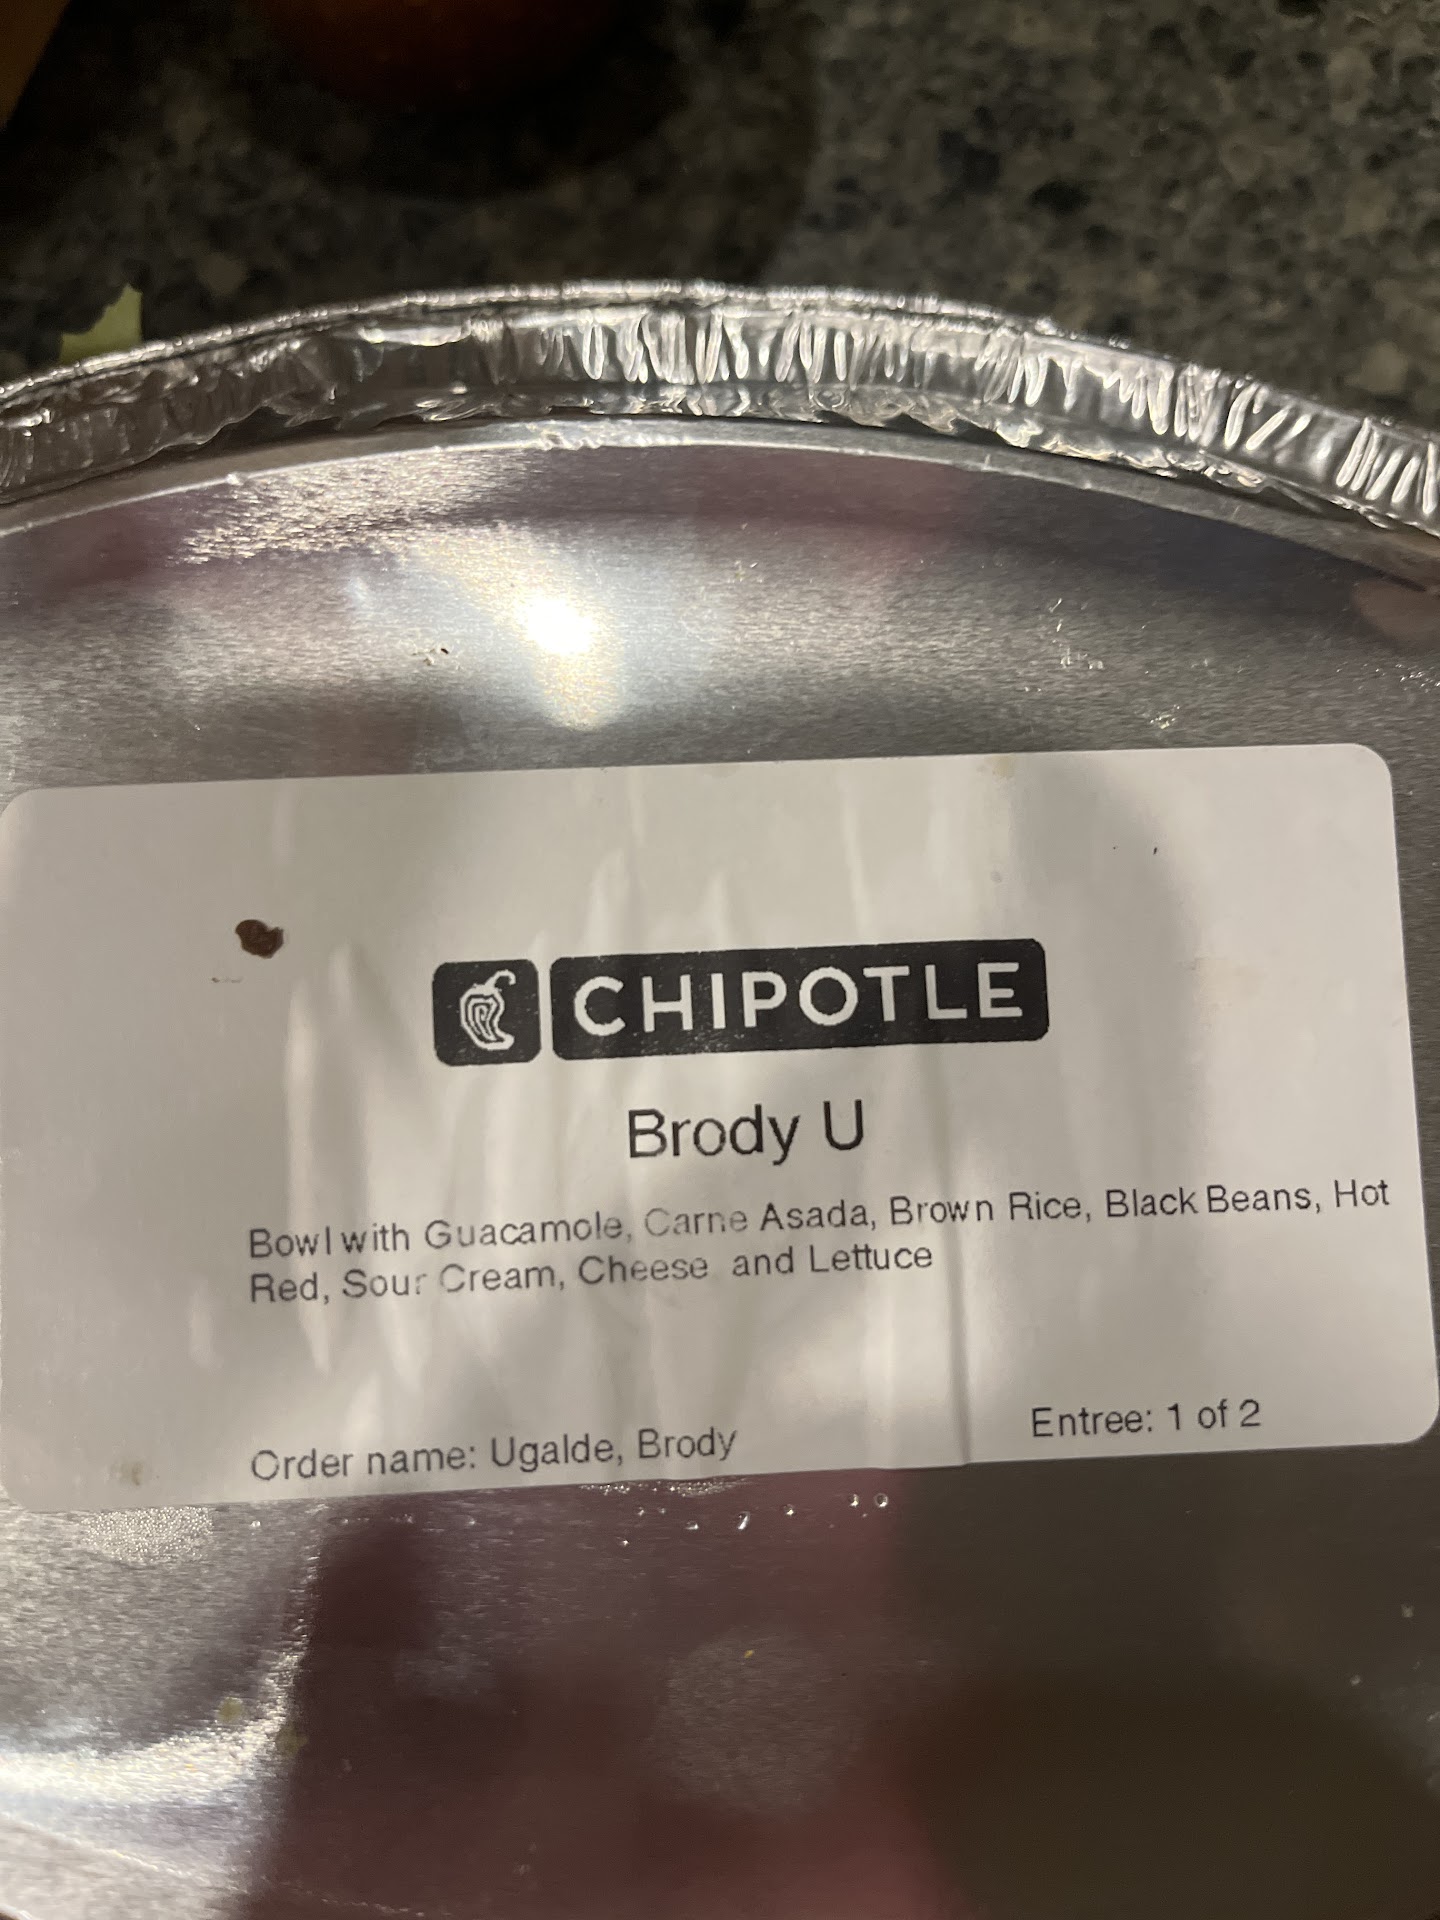 CHIPOTLE
Brody U
Bowl with Guacamole, Carne Asada, Brown Rice, Black Beans, Hot
Red, Sour Cream, Cheese and Lettuce
Order name: Ugalde, Brody
Entree: 1 of 2